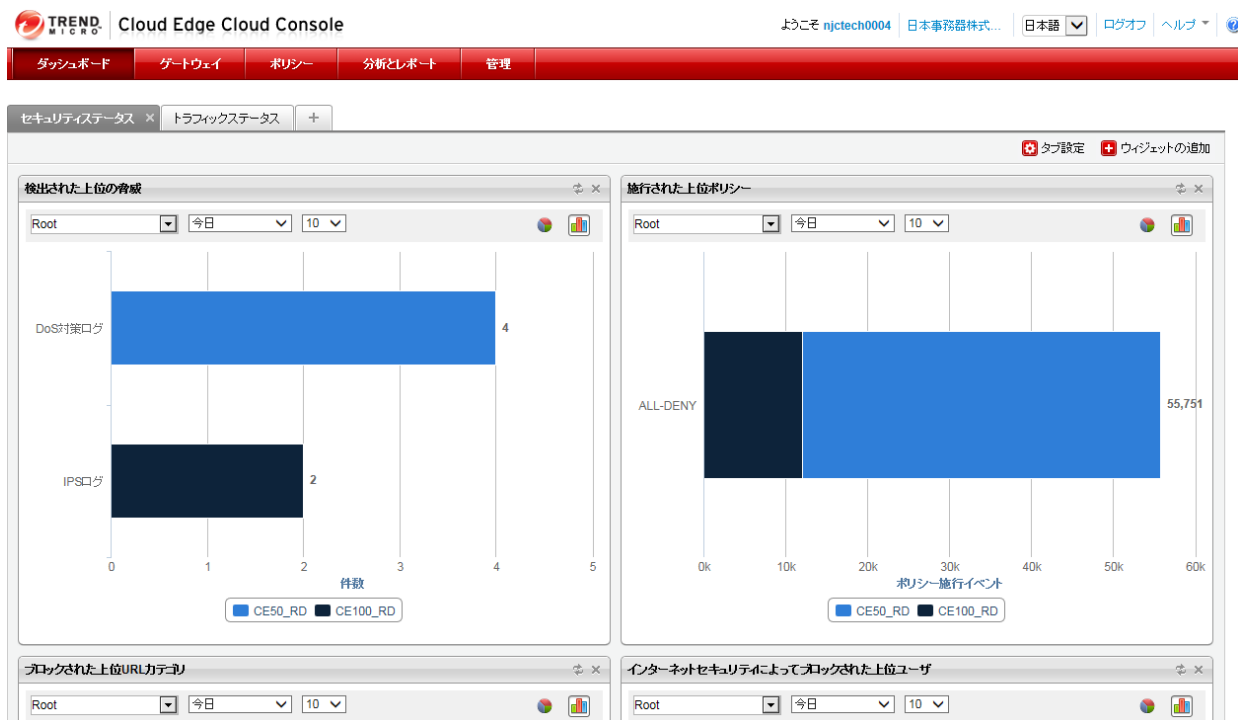 TREND MICRO Cloud Edge Cloud Console
ようこそ njctech0004 日本事務器株式... 日本語 ログオフ ヘルプ ?
ダッシュボード ゲートウェイ ポリシー 分析とレポート 管理
セキュリティステータス × トラフィックステータス +
タブ設定 ウィジェットの追加
検出された上位の脅威
Root 今日 10
DoS対策ログ 4
IPSログ 2
0 1 2 3 4 5
件数
CE50_RD CE100_RD
施行された上位ポリシー
Root 今日 10
ALL-DENY 55,751
0k 10k 20k 30k 40k 50k 60k
ポリシー施行イベント
CE50_RD CE100_RD
ブロックされた上位URLカテゴリ
Root 今日 10
インターネットセキュリティによってブロックされた上位ユーザ
Root 今日 10